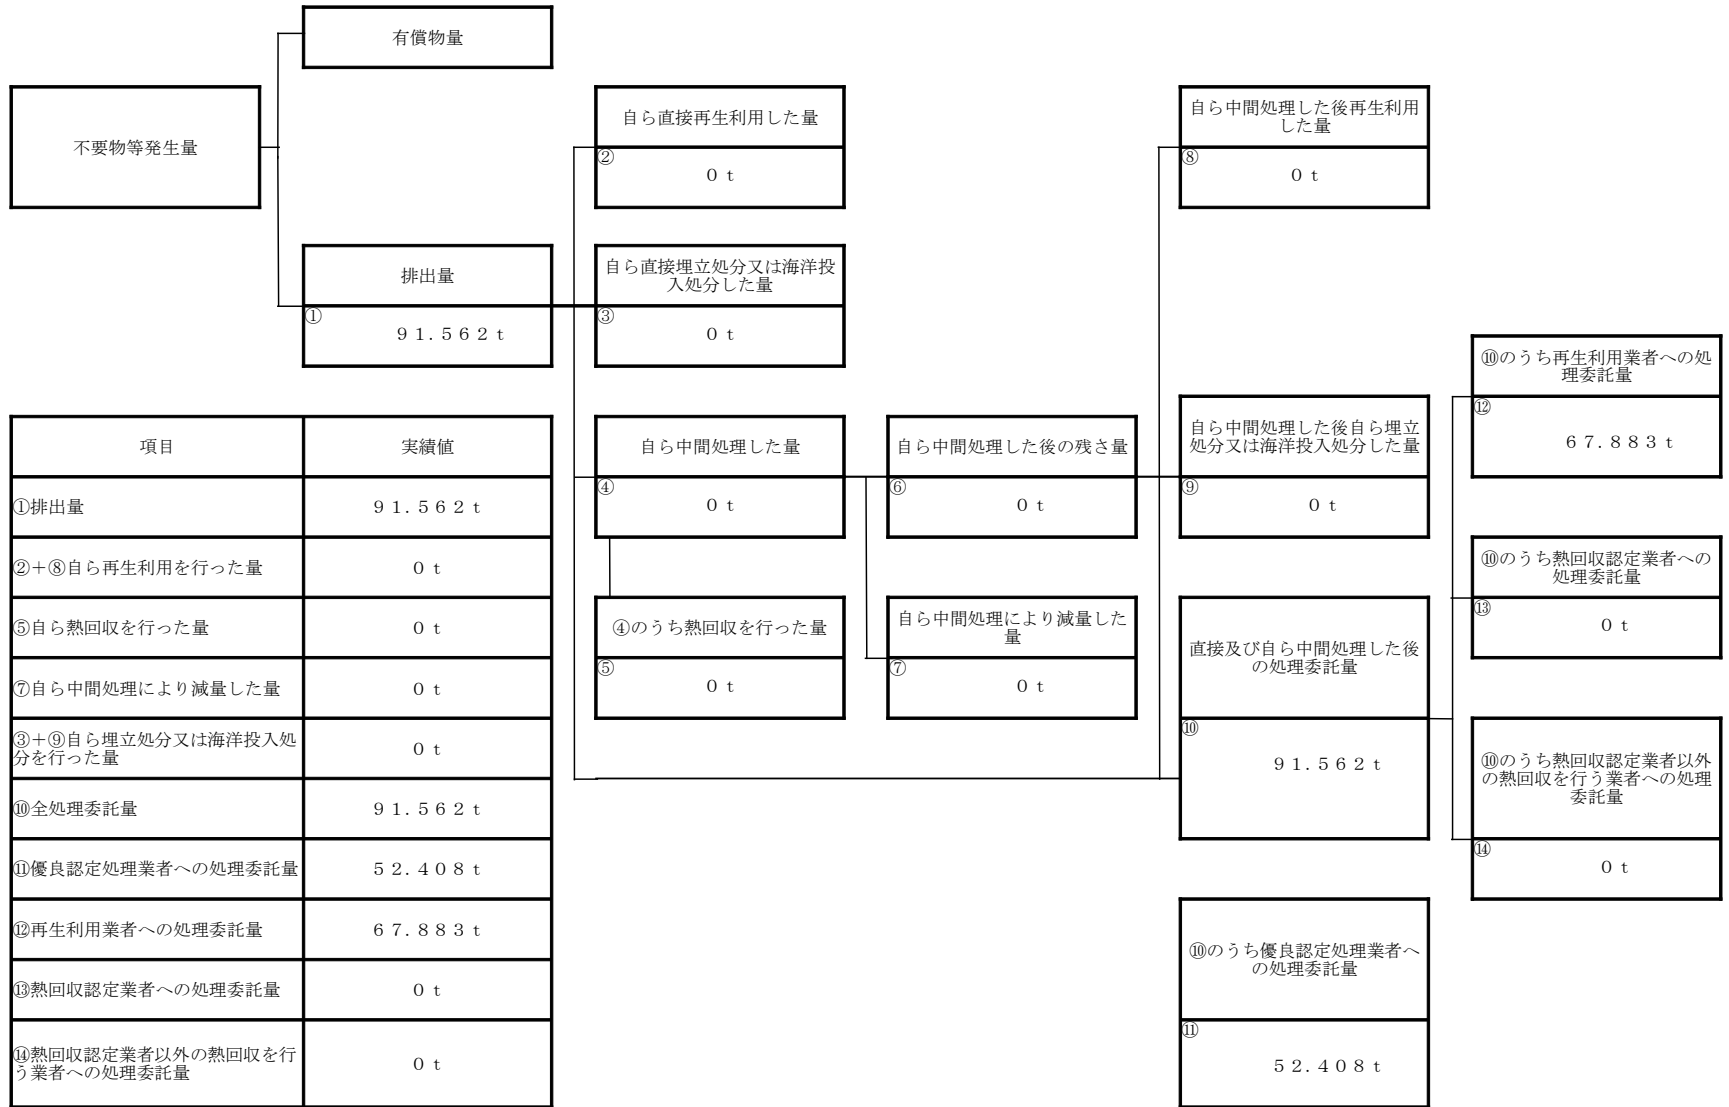 有償物量
不要物等発生量
自ら直接再生利用した量
②
０ｔ
自ら中間処理した後再生利用
した量
⑧
０ｔ
排出量
①
９１．５６２ｔ
自ら直接埋立処分又は海洋投
入処分した量
③
０ｔ
⑩のうち再生利用業者への処
理委託量
⑫
６７．８８３ｔ
自ら中間処理した量
④
０ｔ
自ら中間処理した後の残さ量
⑥
０ｔ
自ら中間処理した後自ら埋立
処分又は海洋投入処分した量
⑨
０ｔ
⑩のうち熱回収認定業者への
処理委託量
⑬
０ｔ
④のうち熱回収を行った量
⑤
０ｔ
自ら中間処理により減量した
量
⑦
０ｔ
直接及び自ら中間処理した後
の処理委託量
⑩
９１．５６２ｔ
⑩のうち熱回収認定業者以外
の熱回収を行う業者への処理
委託量
⑭
０ｔ
⑩のうち優良認定処理業者へ
の処理委託量
⑪
５２．４０８ｔ
項目 実績値
①排出量 ９１．５６２ｔ
②＋⑧自ら再生利用を行った量 ０ｔ
⑤自ら熱回収を行った量 ０ｔ
⑦自ら中間処理により減量した量 ０ｔ
③＋⑨自ら埋立処分又は海洋投入処
分を行った量 ０ｔ
⑩全処理委託量 ９１．５６２ｔ
⑪優良認定処理業者への処理委託量 ５２．４０８ｔ
⑫再生利用業者への処理委託量 ６７．８８３ｔ
⑬熱回収認定業者への処理委託量 ０ｔ
⑭熱回収認定業者以外の熱回収を行
う業者への処理委託量 ０ｔ